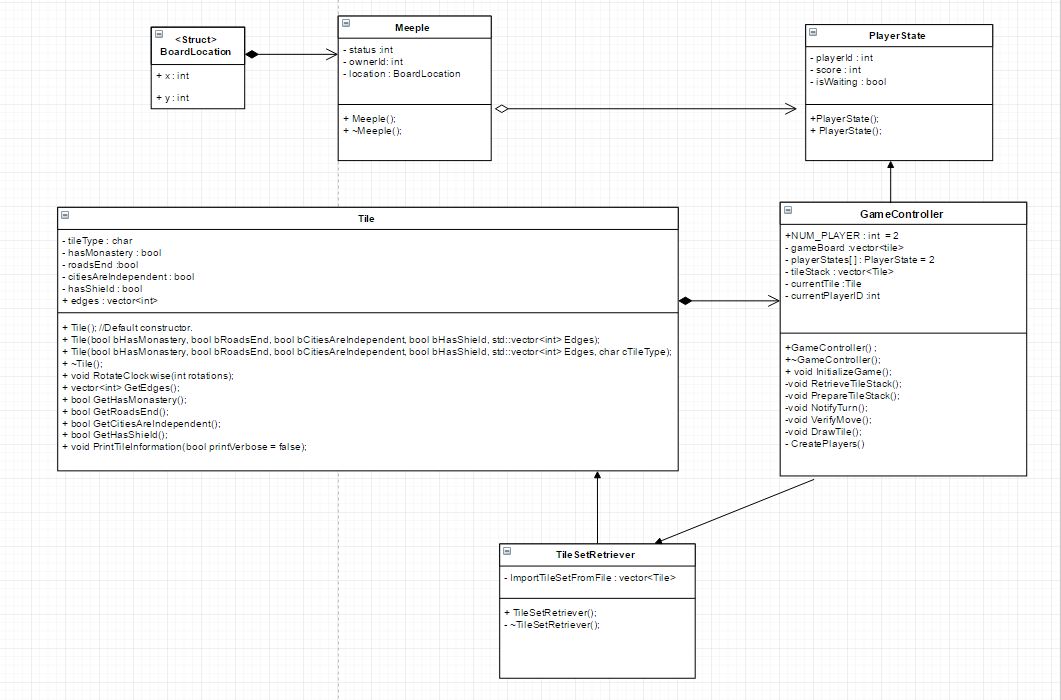 <Struct>
BoardLocation
+ x : int
+ y : int
Meeple
- status :int
- ownerId: int
- location : BoardLocation
+ Meeple();
+ ~Meeple();
PlayerState
- playerId : int
- score : int
- isWaiting : bool
+PlayerState();
+ PlayerState();
Tile
- tileType : char
- hasMonastery : bool
- roadsEnd :bool
- citiesAreIndependent : bool
- hasShield : bool
+ edges : vector<int>
+ Tile(); //Default constructor.
+ Tile(bool bHasMonastery, bool bRoadsEnd, bool bCitiesAreIndependent, bool bHasShield, std::vector<int> Edges);
+ Tile(bool bHasMonastery, bool bRoadsEnd, bool bCitiesAreIndependent, bool bHasShield, std::vector<int> Edges, char cTileType);
+ ~Tile();
+ void RotateClockwise(int rotations);
+ vector<int> GetEdges();
+ bool GetHasMonastery();
+ bool GetRoadsEnd();
+ bool GetCitiesAreIndependent();
+ bool GetHasShield();
+ void PrintTileInformation(bool printVerbose = false);
GameController
+NUM_PLAYER : int = 2
- gameBoard :vector<tile>
- playerStates[ ] : PlayerState = 2
- tileStack : vector<Tile>
- currentTile :Tile
- currentPlayerID :int
+GameController() ;
+~GameController();
+ void InitializeGame();
-void RetrieveTileStack();
-void PrepareTileStack();
-void NotifyTurn();
-void VerifyMove();
-void DrawTile();
- CreatePlayers()
TileSetRetriever
- ImportTileSetFromFile : vector<Tile>
+ TileSetRetriever();
- ~TileSetRetriever();